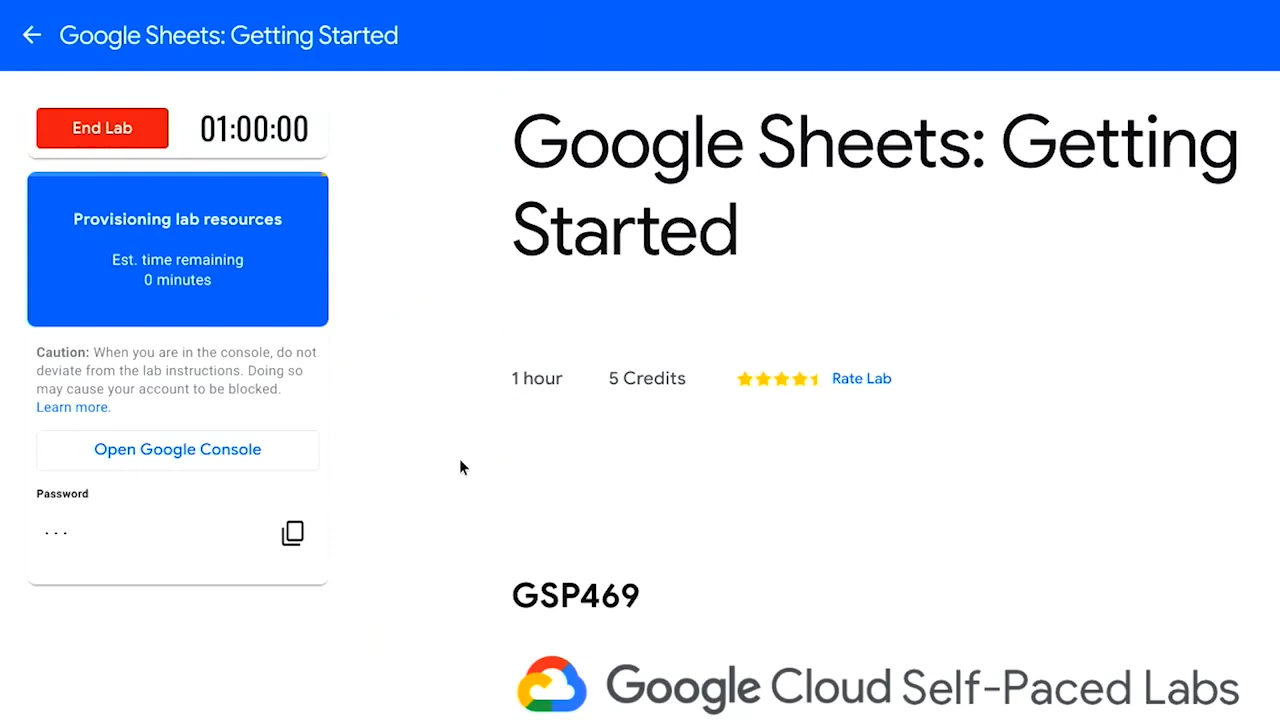 Google Sheets: Getting Started
End Lab
01:00:00
Provisioning lab resources
Est. time remaining
0 minutes
Caution: When you are in the console, do not
deviate from the lab instructions. Doing so
may cause your account to be blocked.
Learn more.
Open Google Console
Password
...
Google Sheets: Getting
Started
1 hour
5 Credits
Rate Lab
GSP469
Google Cloud Self-Paced Labs